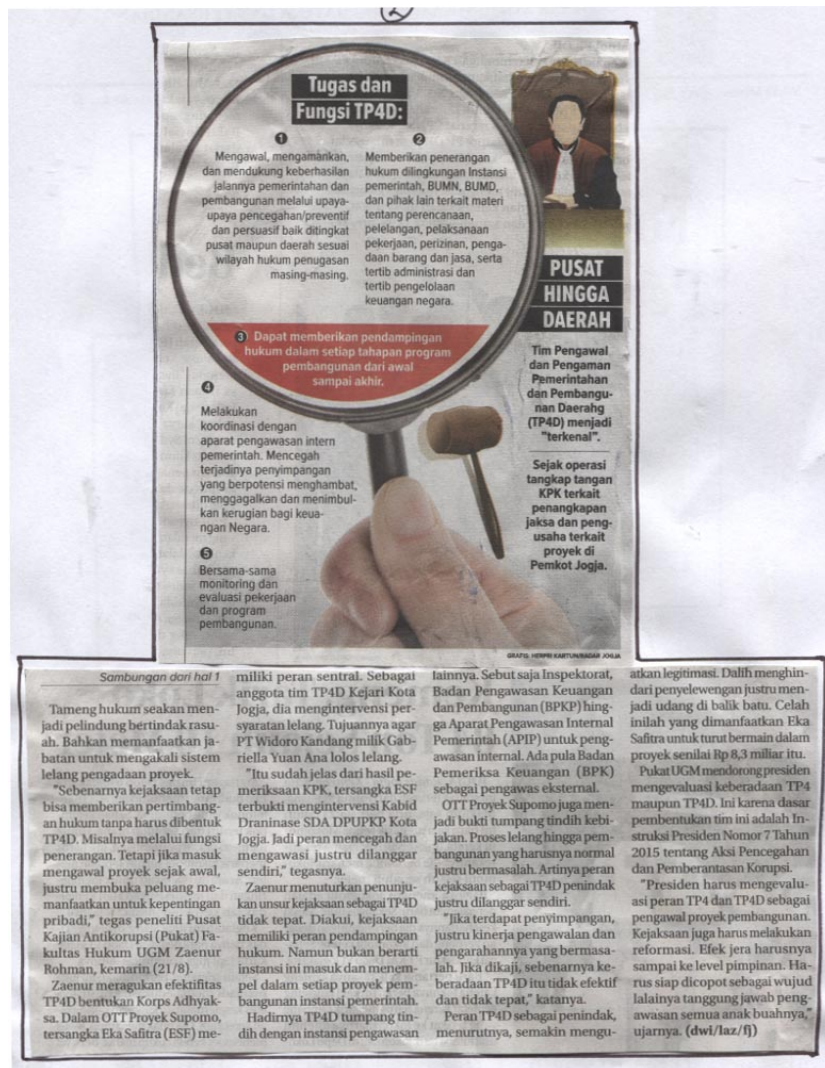 2
Tugas dan
Fungsi TP4D:
1
Mengawal, mengamankan,
dan mendukung keberhasilan
jalannya pemerintahan dan
pembangunan melalui upaya-
upaya pencegahan/preventif
dan persuasif baik ditingkat
pusat maupun daerah sesuai
wilayah hukum penugasan
masing-masing.
2
Memberikan penerangan
hukum dilingkungan Instansi
pemerintah, BUMN, BUMD,
dan pihak lain terkait materi
tentang perencanaan,
pelelangan, pelaksanaan
pekerjaan, perizinan, penga-
daan barang dan jasa, serta
tertib administrasi dan
tertib pengelolaan
keuangan negara.
3 Dapat memberikan pendampingan
hukum dalam setiap tahapan program
pembangunan dari awal
sampai akhir.
4
Melakukan
koordinasi dengan
aparat pengawasan intern
pemerintah. Mencegah
terjadinya penyimpangan
yang berpotensi menghambat,
menggagalkan dan menimbul-
kan kerugian bagi keua-
ngan Negara.
5
Bersama-sama
monitoring dan
evaluasi pekerjaan
dan program
pembangunan.
PUSAT
HINGGA
DAERAH
Tim Pengawal
dan Pengaman
Pemerintahan
dan Pembangu-
nan Daerahg
(TP4D) menjadi
"terkenal".
Sejak operasi
tangkap tangan
KPK terkait
penangkapan
jaksa dan peng-
usaha terkait
proyek di
Pemkot Jogja.
GRAFIS: HERPRI KARTUN/RADAR JOGJA
Sambungan dari hal 1
Tameng hukum seakan men-
jadi pelindung bertindak rasu-
ah. Bahkan memanfaatkan ja-
batan untuk mengakali sistem
lelang pengadaan proyek.
"Sebenarnya kejaksaan tetap
bisa memberikan pertimbang-
an hukum tanpa harus dibentuk
TP4D. Misalnya melalui fungsi
penerangan. Tetapi jika masuk
mengawal proyek sejak awal,
justru membuka peluang me-
manfaatkan untuk kepentingan
pribadi," tegas peneliti Pusat
Kajian Antikorupsi (Pukat) Fa-
kultas Hukum UGM Zaenur
Rohman, kemarin (21/8).
Zaenur meragukan efektifitas
TP4D bentukan Korps Adhyak-
sa. Dalam OTT Proyek Supomo,
tersangka Eka Safitra (ESF) me-
miliki peran sentral. Sebagai
anggota tim TP4D Kejari Kota
Jogja, dia mengintervensi per-
syaratan lelang. Tujuannya agar
PT Widoro Kandang milik Gab-
riella Yuan Ana lolos lelang.
"Itu sudah jelas dari hasil pe-
meriksaan KPK, tersangka ESF
terbukti mengintervensi Kabid
Draninase SDA DPUPKP Kota
Jogja. Jadi peran mencegah dan
mengawasi justru dilanggar
sendiri," tegasnya.
Zaenur menuturkan penunju-
kan unsur kejaksaan sebagai TP4D
tidak tepat. Diakui, kejaksaan
memiliki peran pendampingan
hukum. Namun bukan berarti
instansi ini masuk dan menem-
pel dalam setiap proyek pem-
bangunan instansi pemerintah.
Hadirnya TP4D tumpang tin-
dih dengan instansi pengawasan
lainnya. Sebut saja Inspektorat,
Badan Pengawasan Keuangan
dan Pembangunan (BPKP) hing-
ga Aparat Pengawasan Internal
Pemerintah (APIP) untuk peng-
awasan internal. Ada pula Badan
Pemeriksa Keuangan (BPK)
sebagai pengawas eksternal.
OTT Proyek Supomo juga men-
jadi bukti tumpang tindih kebi-
jakan. Proses lelang hingga pem-
bangunan yang harusnya normal
justru bermasalah. Artinya peran
kejaksaan sebagai TP4D penindak
justru dilanggar sendiri.
"Jika terdapat penyimpangan,
justru kinerja pengawalan dan
pengarahannya yang bermasa-
lah. Jika dikaji, sebenarnya ke-
beradaan TP4D itu tidak efektif
dan tidak tepat," katanya.
Peran TP4D sebagai penindak,
menurutnya, semakin mengu-
atkan legitimasi. Dalih menghin-
dari penyelewengan justru men-
jadi udang di balik batu. Celah
inilah yang dimanfaatkan Eka
Safitra untuk turut bermain dalam
proyek senilai Rp 8,3 miliar itu.
Pukat UGM mendorong presiden
mengevaluasi keberadaan TP4
maupun TP4D. Ini karena dasar
pembentukan tim ini adalah In-
struksi Presiden Nomor 7 Tahun
2015 tentang Aksi Pencegahan
dan Pemberantasan Korupsi.
"Presiden harus mengevalu-
asi peran TP4 dan TP4D sebagai
pengawal proyek pembangunan.
Kejaksaan juga harus melakukan
reformasi. Efek jera harusnya
sampai ke level pimpinan. Ha-
rus siap dicopot sebagai wujud
lalainya tanggung jawab peng-
awasan semua anak buahnya,"
ujarnya. (dwi/laz/fj)